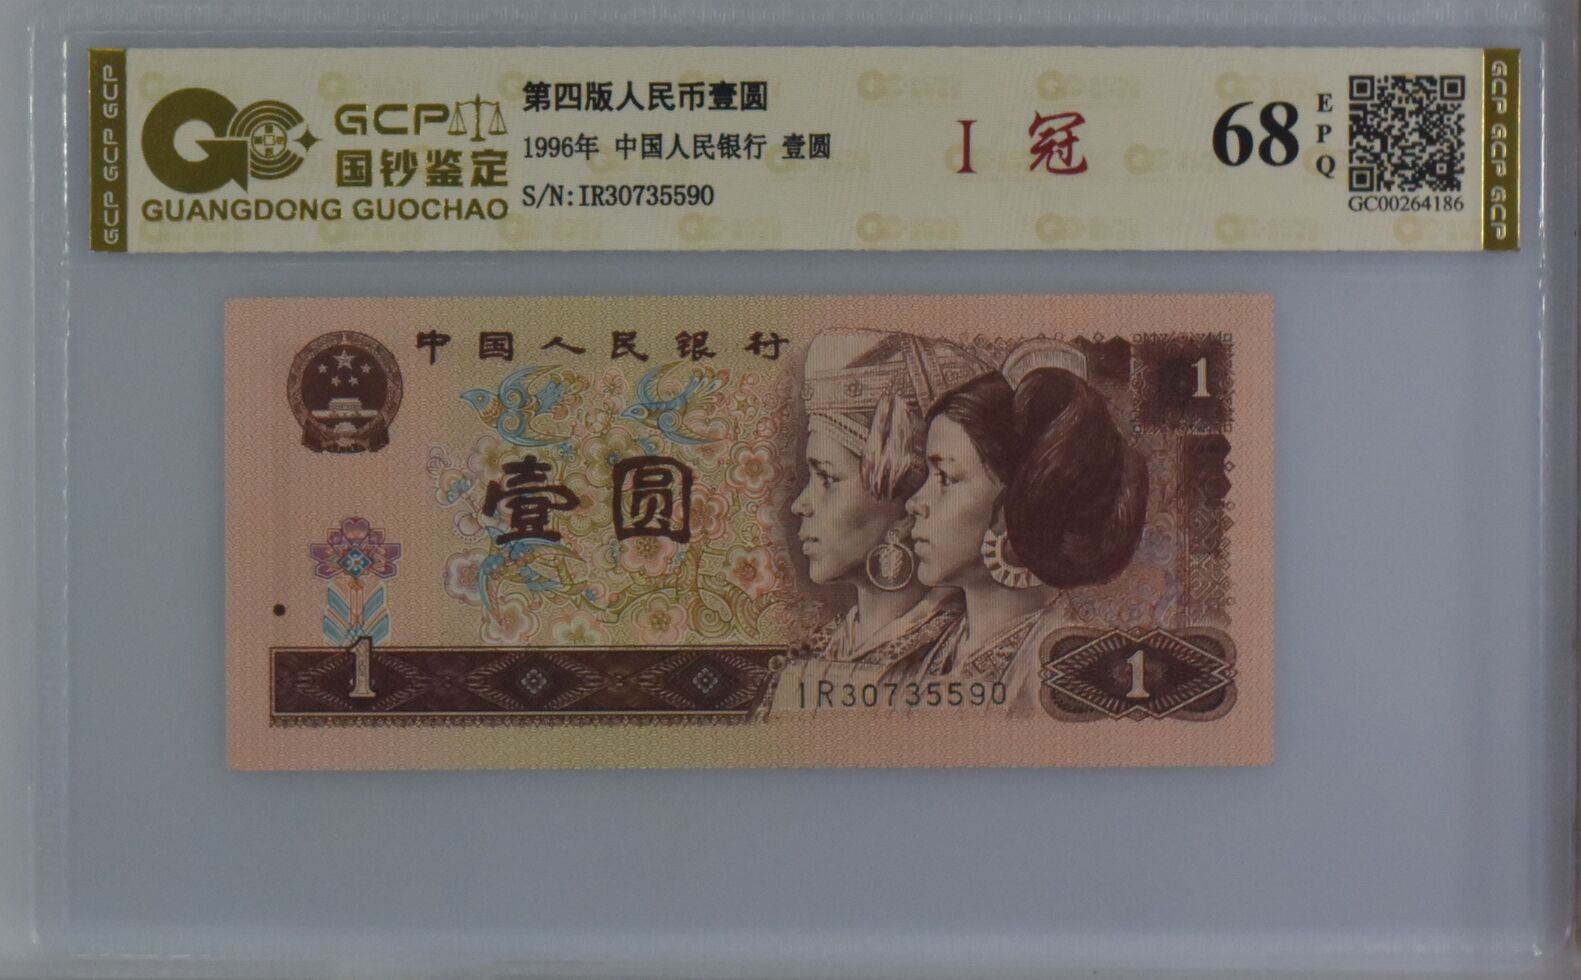 GCP GCP GCP
GCP
国钞鉴定
GUANGDONG GUOCHAO
第四版人民币壹圆
1996年 中国人民银行 壹圆
S/N:IR30735590
I 冠
68
EPQ
GC00264186
GCP GCP GCP
中国人民银行
1
壹圆
1
IR30735590
1